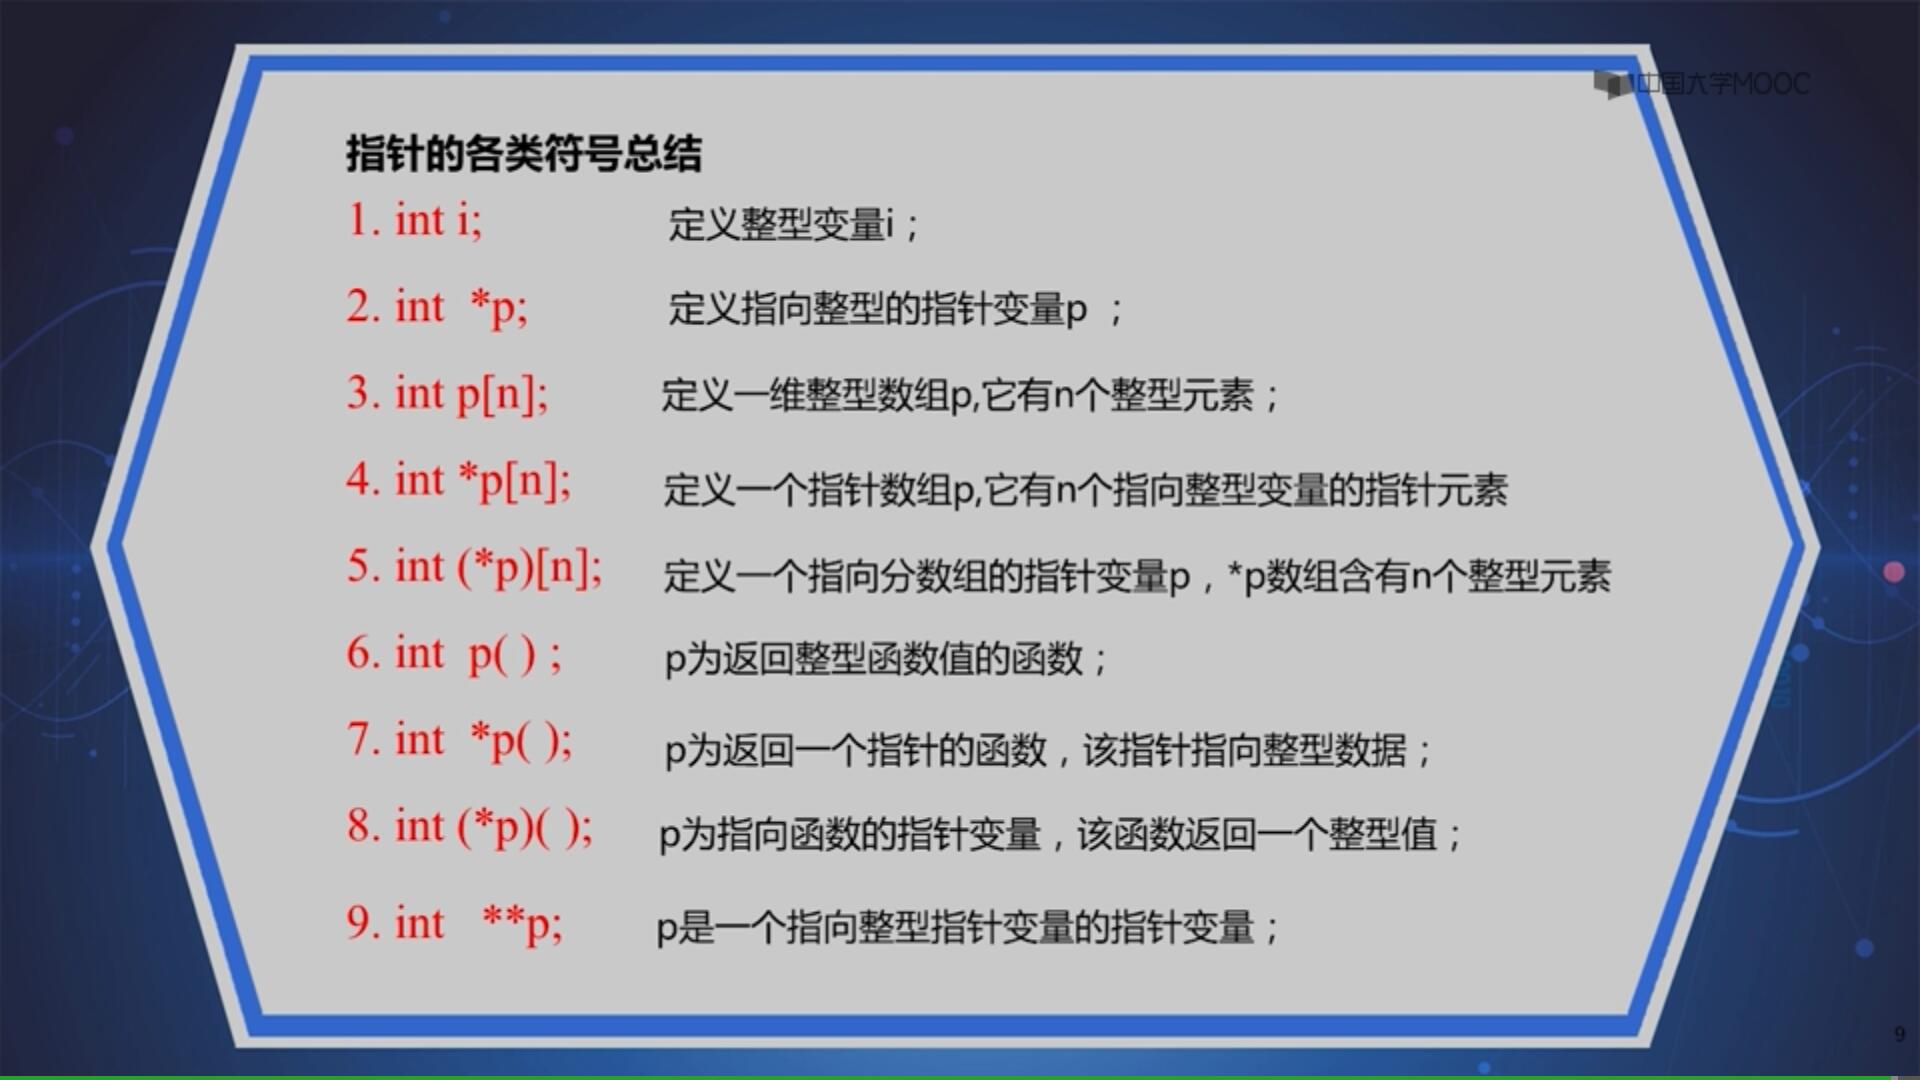 中国大学MOOC
指针的各类符号总结
1. int i; 定义整型变量i；
2. int *p; 定义指向整型的指针变量p ；
3. int p[n]; 定义一维整型数组p,它有n个整型元素；
4. int *p[n]; 定义一个指针数组p,它有n个指向整型变量的指针元素
5. int (*p)[n]; 定义一个指向分数组的指针变量p，*p数组含有n个整型元素
6. int p( ) ; p为返回整型函数值的函数；
7. int *p( ); p为返回一个指针的函数，该指针指向整型数据；
8. int (*p)( ); p为指向函数的指针变量，该函数返回一个整型值；
9. int **p; p是一个指向整型指针变量的指针变量；
9